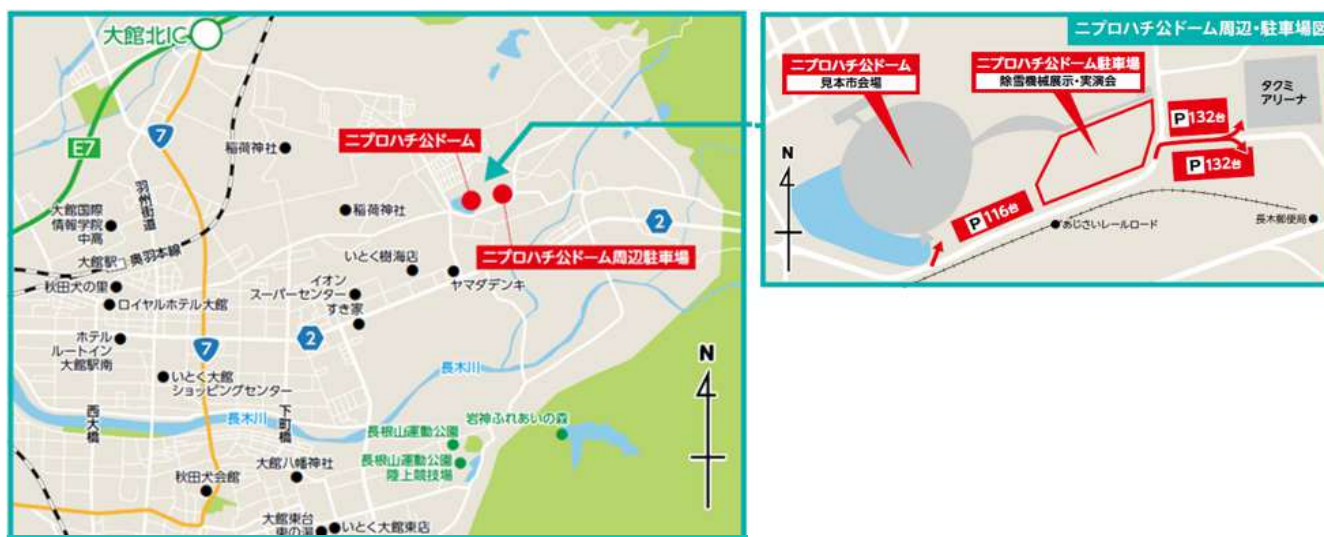 大館北IC
7
E7
稲荷神社
ニプロハチ公ドーム
羽州街道
大館国際
情報学院
中高
稲荷神社
2
大館駅
奥羽本線
いとく樹海店
ニプロハチ公ドーム周辺駐車場
秋田犬の里
イオン
スーパーセンター
ヤマダデンキ
ロイヤルホテル大館
すき家
2
ホテル
ルートイン
大館駅南
7
N
長木川
いとく大館
ショッピングセンター
西大橋
長木川
下町橋
岩神ふれあいの森
長根山運動公園
長根山運動公園
陸上競技場
大館八幡神社
秋田犬会館
大館東台
東の湯
いとく大館東店
ニプロハチ公ドーム周辺・駐車場図
ニプロハチ公ドーム
見本市会場
ニプロハチ公ドーム駐車場
除雪機械展示・実演会
タクミ
アリーナ
P132台
P132台
N
P116台
あじさいレールロード
長木郵便局